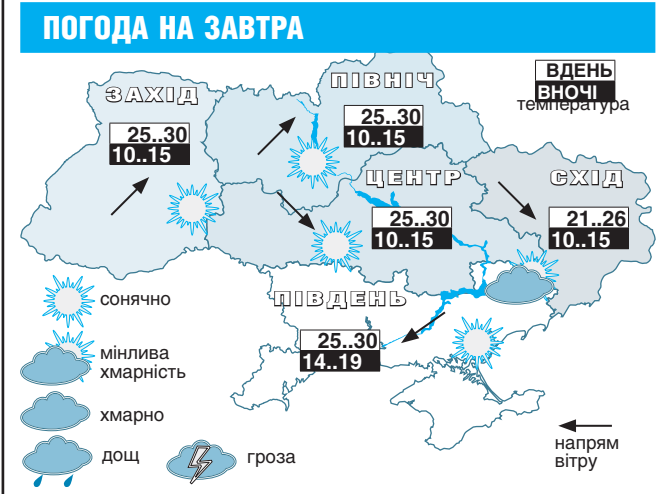 ПОГОДА НА ЗАВТРА
ВДЕНЬ
ВНОЧІ
температура
ЗАХІД
25..30
10..15
ПІВНІЧ
25..30
10..15
ЦЕНТР
25..30
10..15
СХІД
21..26
10..15
ПІВДЕНЬ
25..30
14..19
сонячно
мінлива
хмарність
хмарно
дощ
гроза
напрям
вітру